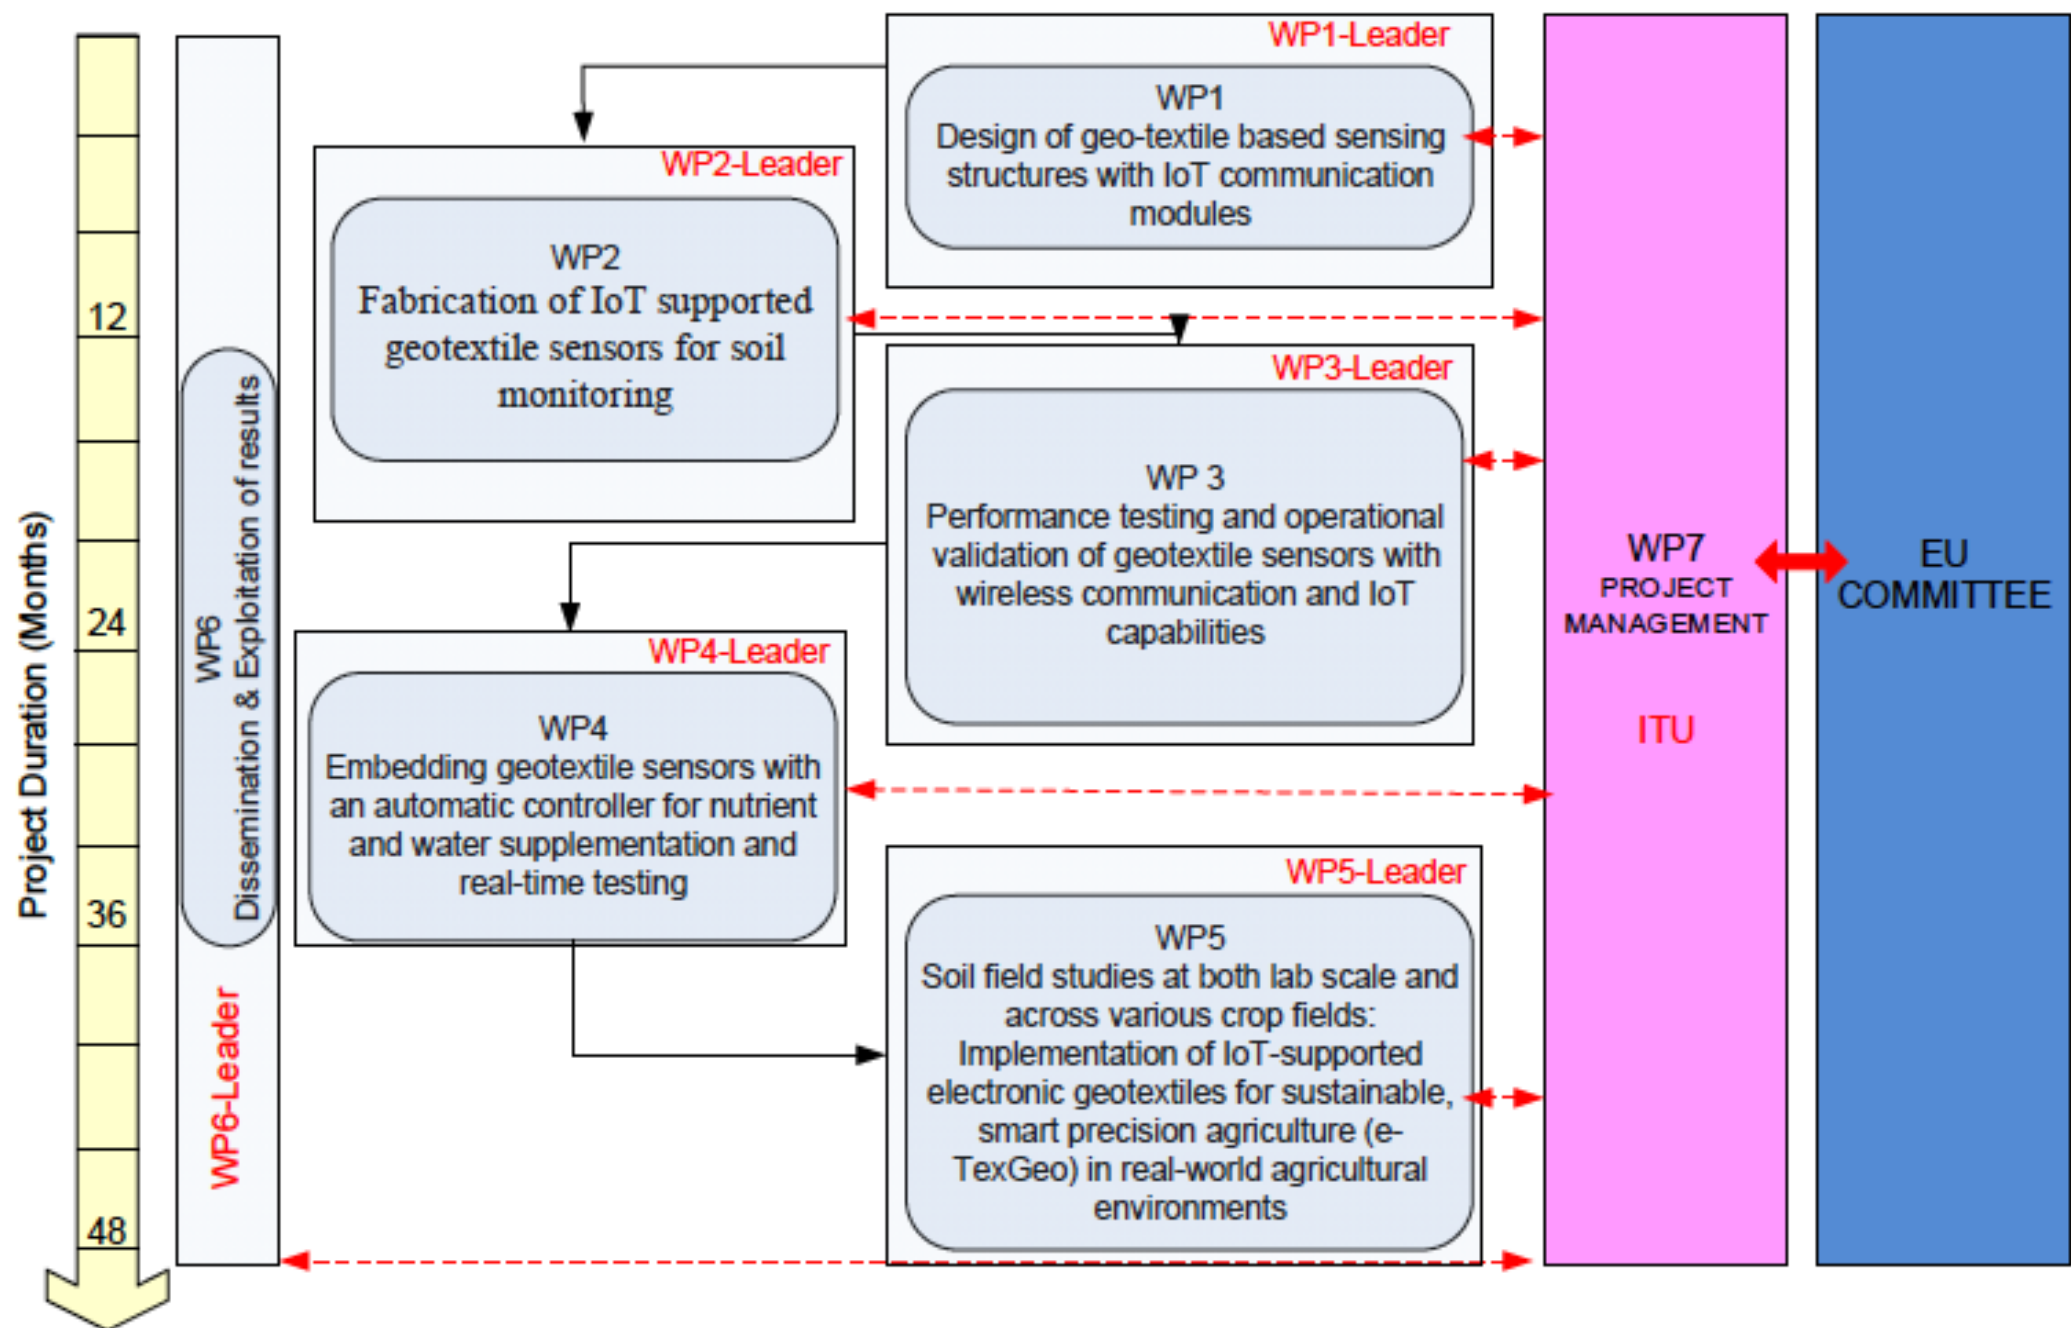 Project Duration (Months)
12
24
36
48
WP6
Dissemination & Exploitation of results
WP6-Leader
WP1-Leader
WP1
Design of geo-textile based sensing
structures with IoT communication
modules
WP2-Leader
WP2
Fabrication of IoT supported
geotextile sensors for soil
monitoring
WP3-Leader
WP 3
Performance testing and operational
validation of geotextile sensors with
wireless communication and IoT
capabilities
WP4-Leader
WP4
Embedding geotextile sensors with
an automatic controller for nutrient
and water supplementation and
real-time testing
WP5-Leader
WP5
Soil field studies at both lab scale and
across various crop fields:
Implementation of IoT-supported
electronic geotextiles for sustainable,
smart precision agriculture (e-
TexGeo) in real-world agricultural
environments
WP7
PROJECT
MANAGEMENT
ITU
EU
COMMITTEE